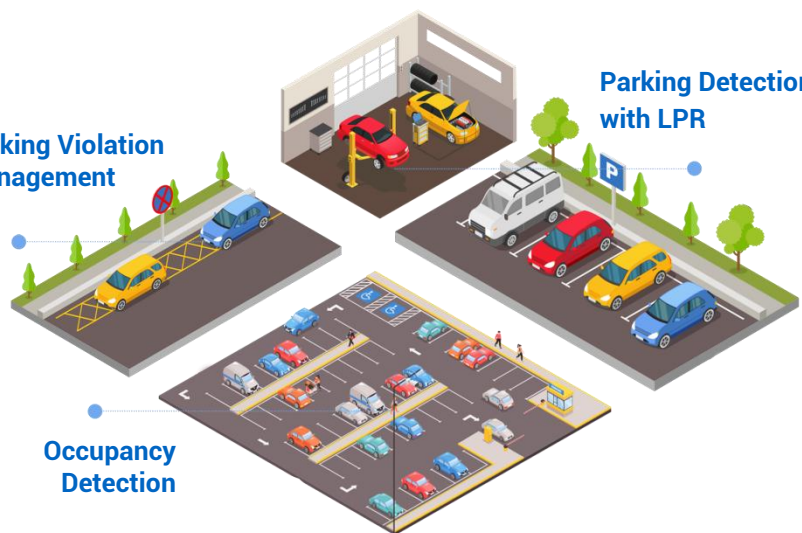 Parking Detection
with LPR
king Violation
nagement
P
Occupancy
Detection